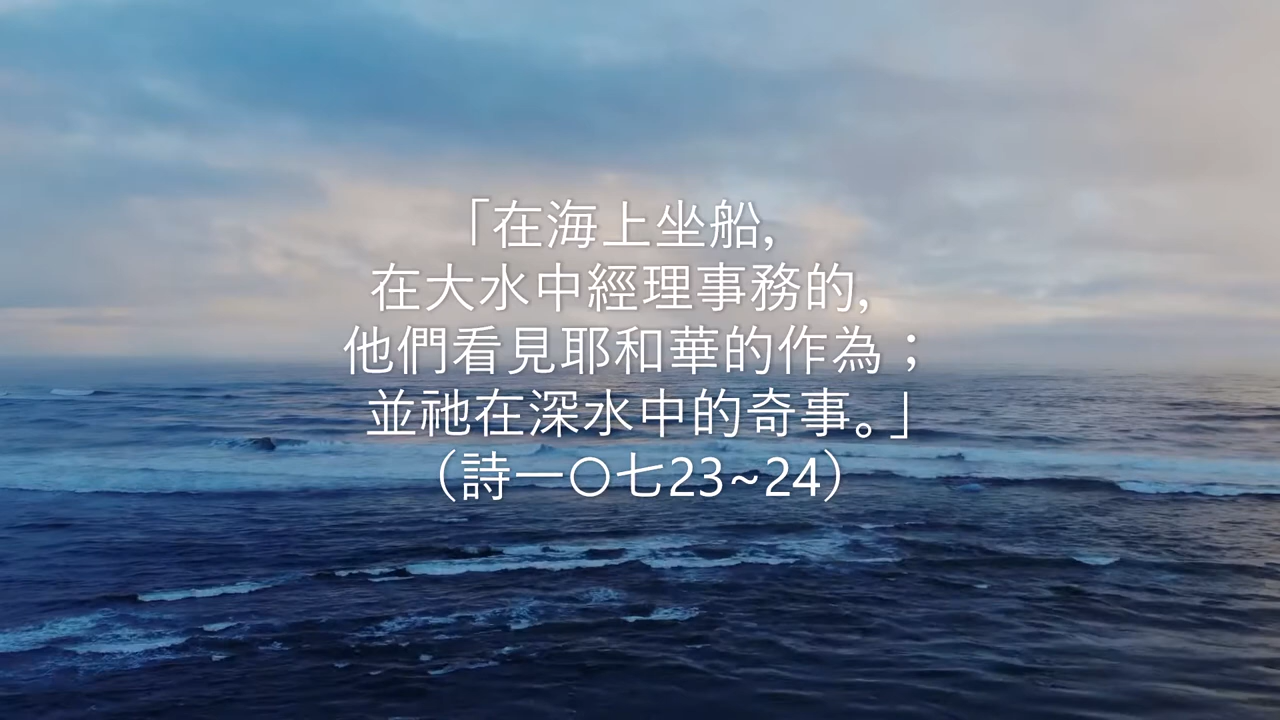 「在海上坐船,
在大水中經理事務的,
他們看見耶和華的作為；
並祂在深水中的奇事。」
（詩一〇七23~24）